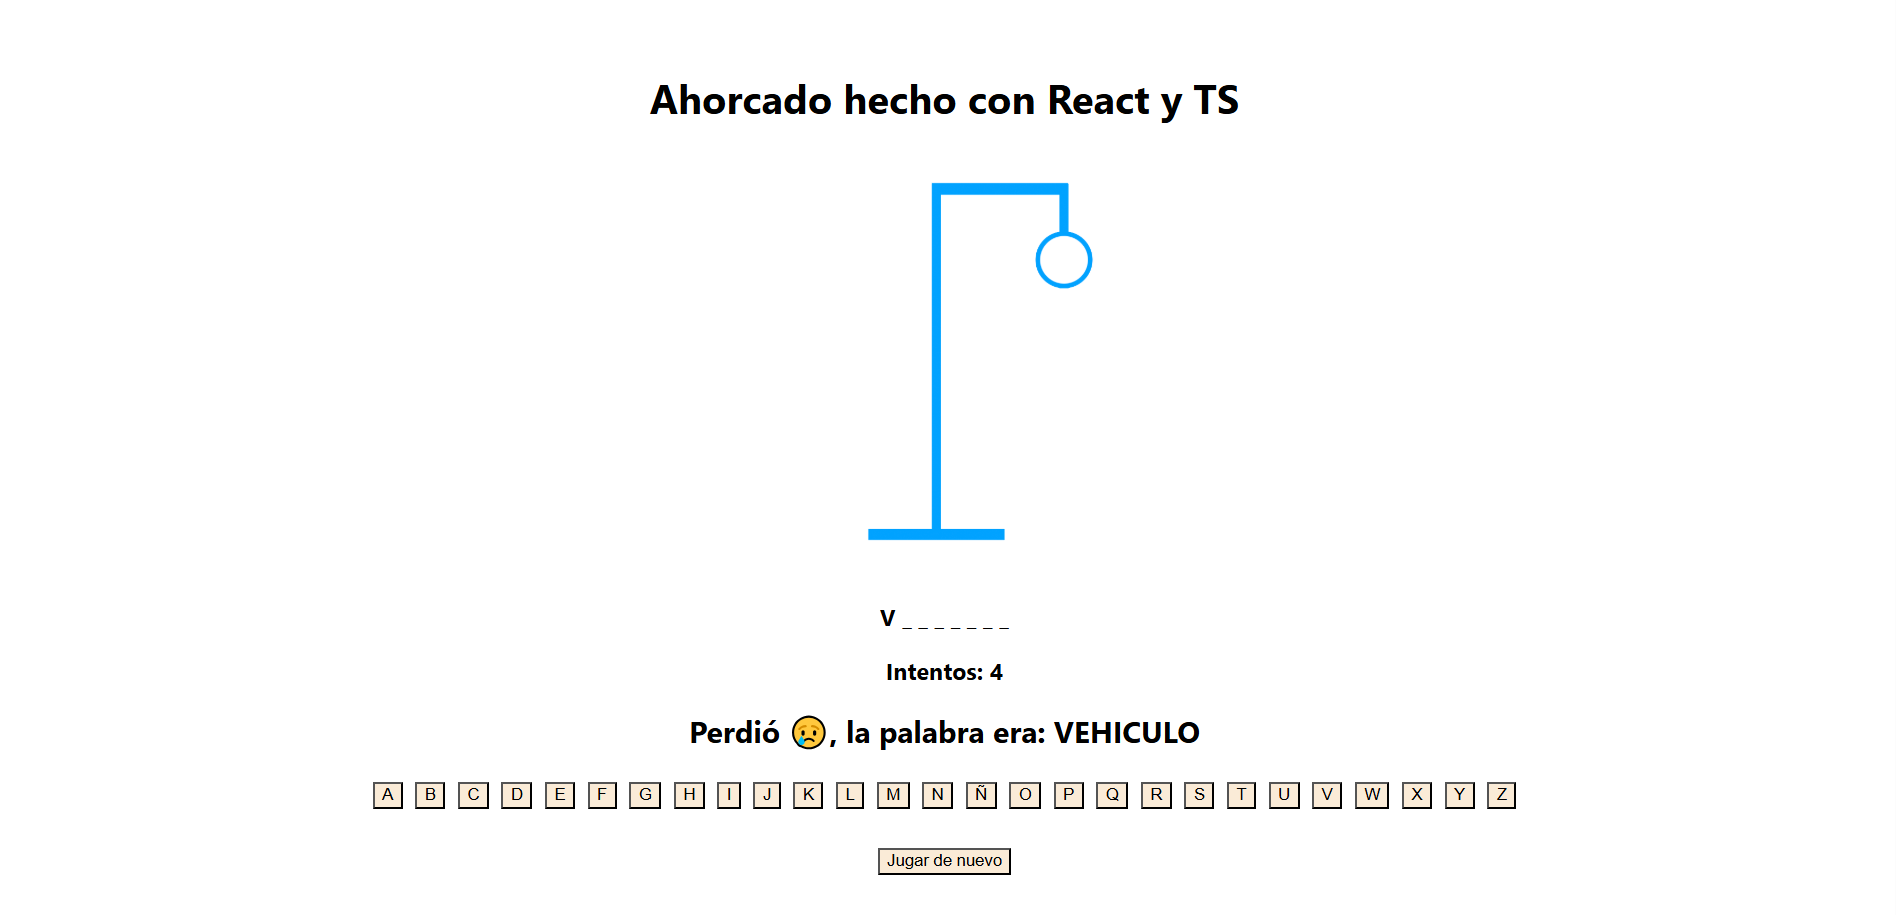 Ahorcado hecho con React y TS
V _ _ _ _ _ _ _
Intentos: 4
Perdió 😢, la palabra era: VEHICULO
A B C D E F G H I J K L M N Ñ O P Q R S T U V W X Y Z
Jugar de nuevo